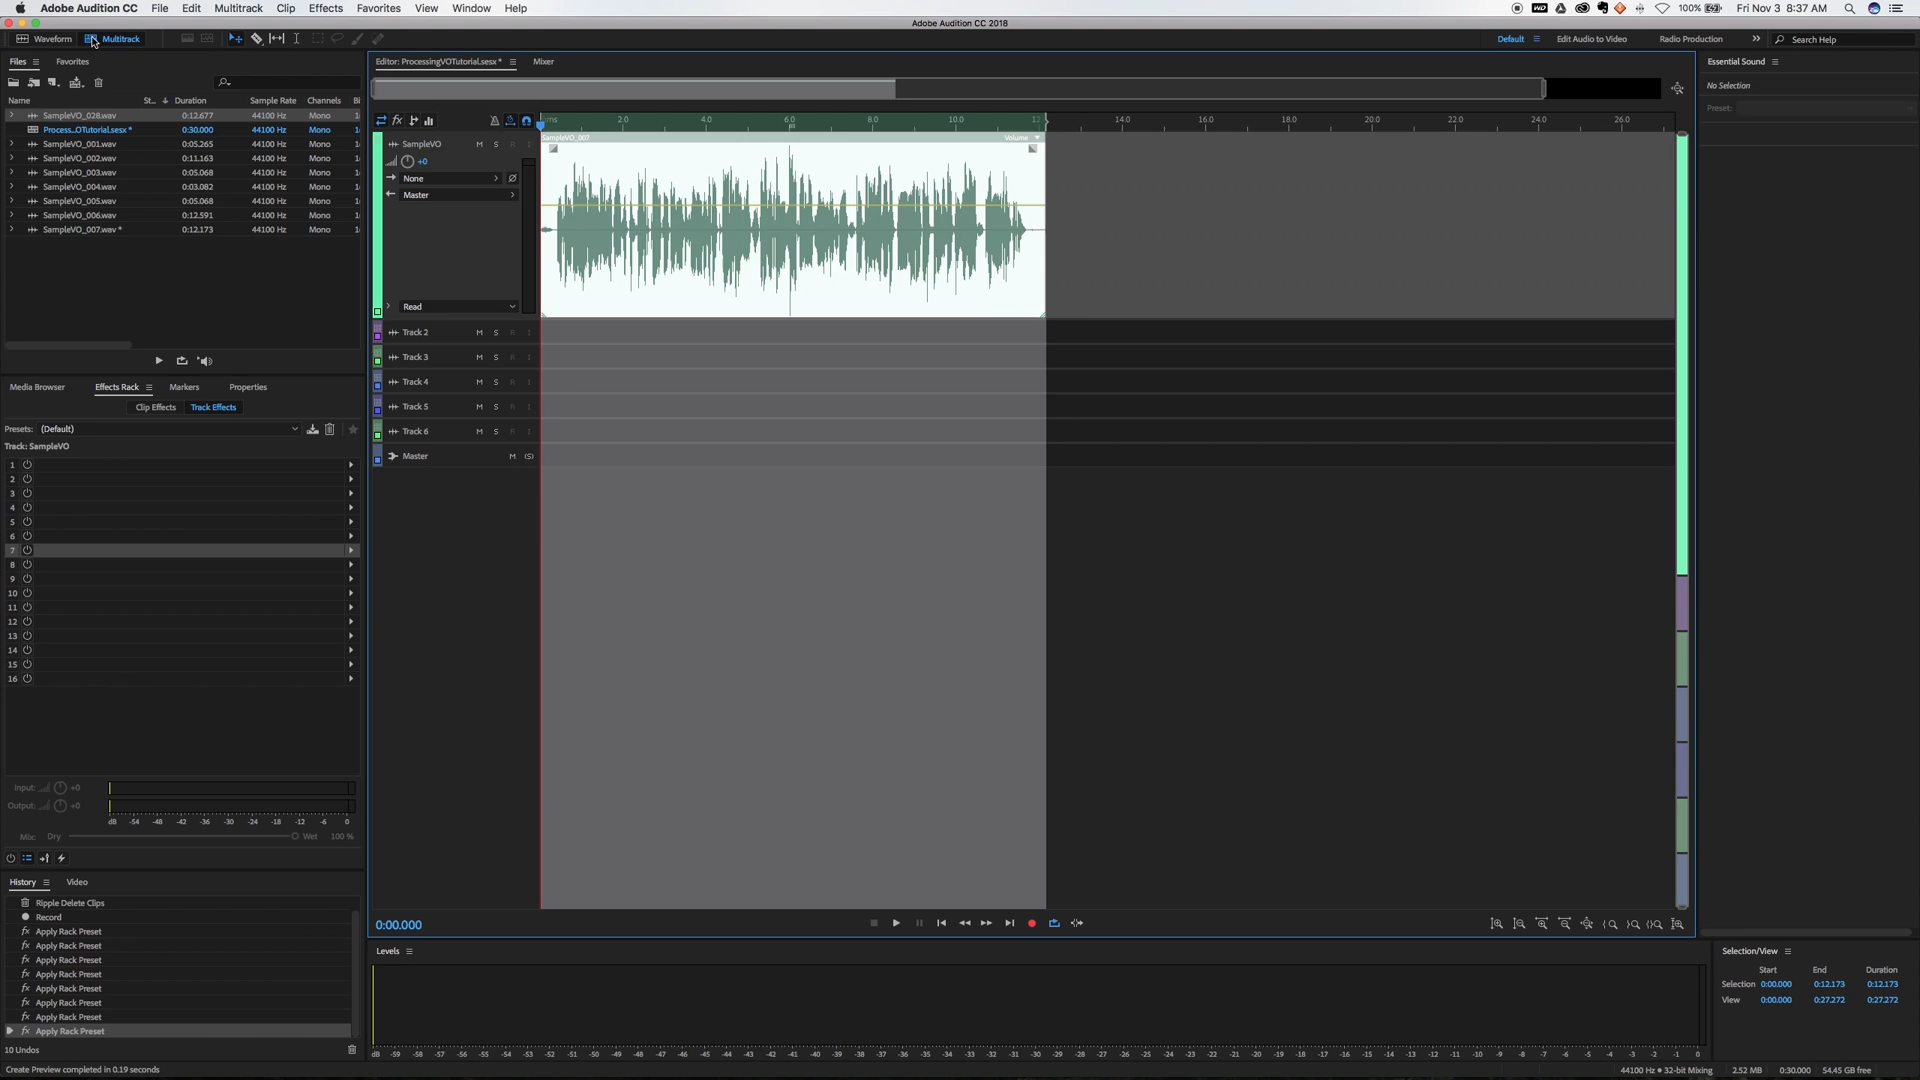 Adobe Audition CC File Edit Multitrack Clip Effects Favorites View Window Help 100% Fri Nov 3 8:37 AM
Adobe Audition CC 2018
Waveform Multitrack Default Edit Audio to Video Radio Production Search Help
Files Favorites
Editor: ProcessingVOTutorial.sesx * Mixer
Essential Sound
No Selection
Preset:
Name St... Duration Sample Rate Channels Bi
SampleVO_028.wav 0:12.677 44100 Hz Mono 1
Process...OTutorial.sesx * 0:30.000 44100 Hz Mono 1
SampleVO_001.wav 0:05.265 44100 Hz Mono 1
SampleVO_002.wav 0:11.163 44100 Hz Mono 1
SampleVO_003.wav 0:05.068 44100 Hz Mono 1
SampleVO_004.wav 0:03.082 44100 Hz Mono 1
SampleVO_005.wav 0:05.068 44100 Hz Mono 1
SampleVO_006.wav 0:12.591 44100 Hz Mono 1
SampleVO_007.wav * 0:12.173 44100 Hz Mono 1
hms 2.0 4.0 6.0 8.0 10.0 12 14.0 16.0 18.0 20.0 22.0 24.0 26.0
SampleVO_007 Volume
SampleVO M S R I
+0
None
Master
Read
Track 2 M S R I
Track 3 M S R I
Track 4 M S R I
Track 5 M S R I
Track 6 M S R I
Master M (S)
Media Browser Effects Rack Markers Properties
Clip Effects Track Effects
Presets: (Default)
Track: SampleVO
1
2
3
4
5
6
7
8
9
10
11
12
13
14
15
16
Input: +0
Output: +0
dB -54 -48 -42 -36 -30 -24 -18 -12 -6 0
Mix: Dry Wet 100 %
History Video
Ripple Delete Clips
Record
Apply Rack Preset
Apply Rack Preset
Apply Rack Preset
Apply Rack Preset
Apply Rack Preset
Apply Rack Preset
Apply Rack Preset
Apply Rack Preset
10 Undos
0:00.000
Levels
dB -59 -58 -57 -56 -55 -54 -53 -52 -51 -50 -49 -48 -47 -46 -45 -44 -43 -42 -41 -40 -39 -38 -37 -36 -35 -34 -33 -32 -31 -30 -29 -28 -27 -26 -25 -24 -23 -22 -21 -20 -19 -18 -17 -16 -15 -14 -13 -12 -11 -10 -9 -8 -7 -6 -5 -4 -3 -2 -1 0
Selection/View
Start End Duration
Selection 0:00.000 0:12.173 0:12.173
View 0:00.000 0:27.272 0:27.272
Create Preview completed in 0.19 seconds
44100 Hz • 32-bit Mixing 2.52 MB 0:30.000 54.45 GB free